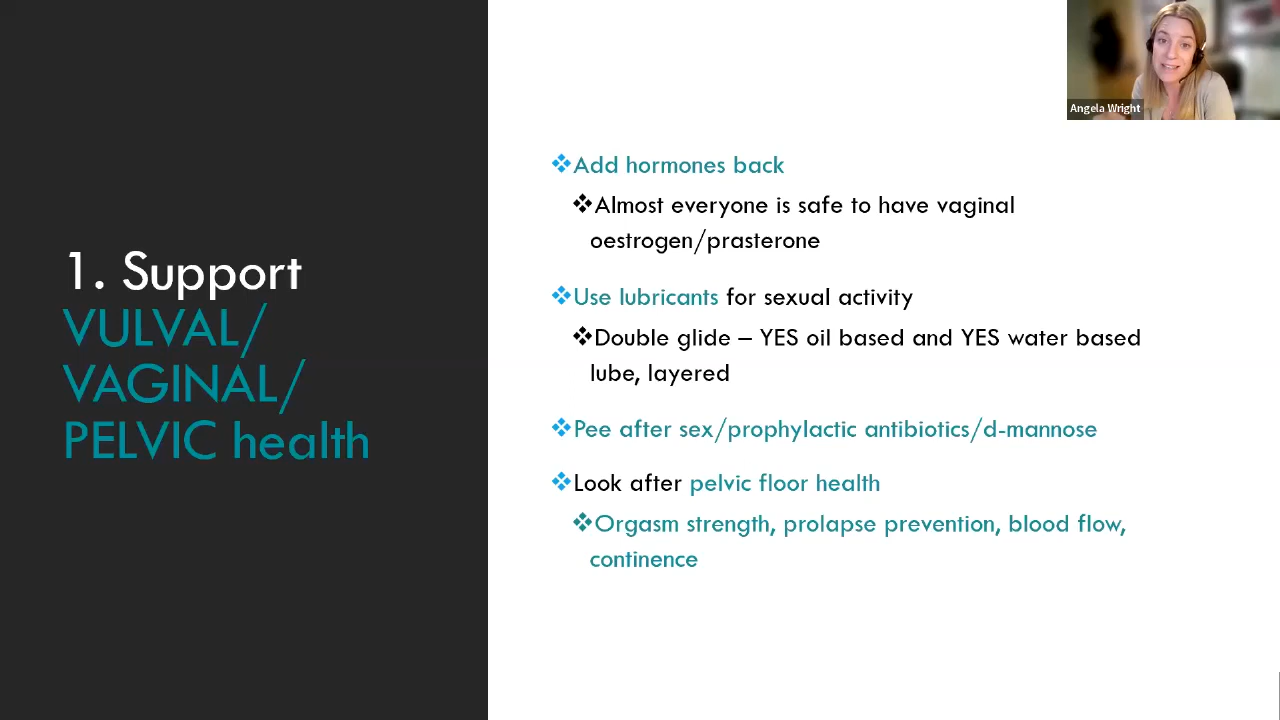 1. Support
VULVAL/
VAGINAL/
PELVIC health
Angela Wright
❖Add hormones back
❖Almost everyone is safe to have vaginal
oestrogen/prasterone
❖Use lubricants for sexual activity
❖Double glide – YES oil based and YES water based
lube, layered
❖Pee after sex/prophylactic antibiotics/d-mannose
❖Look after pelvic floor health
❖Orgasm strength, prolapse prevention, blood flow,
continence